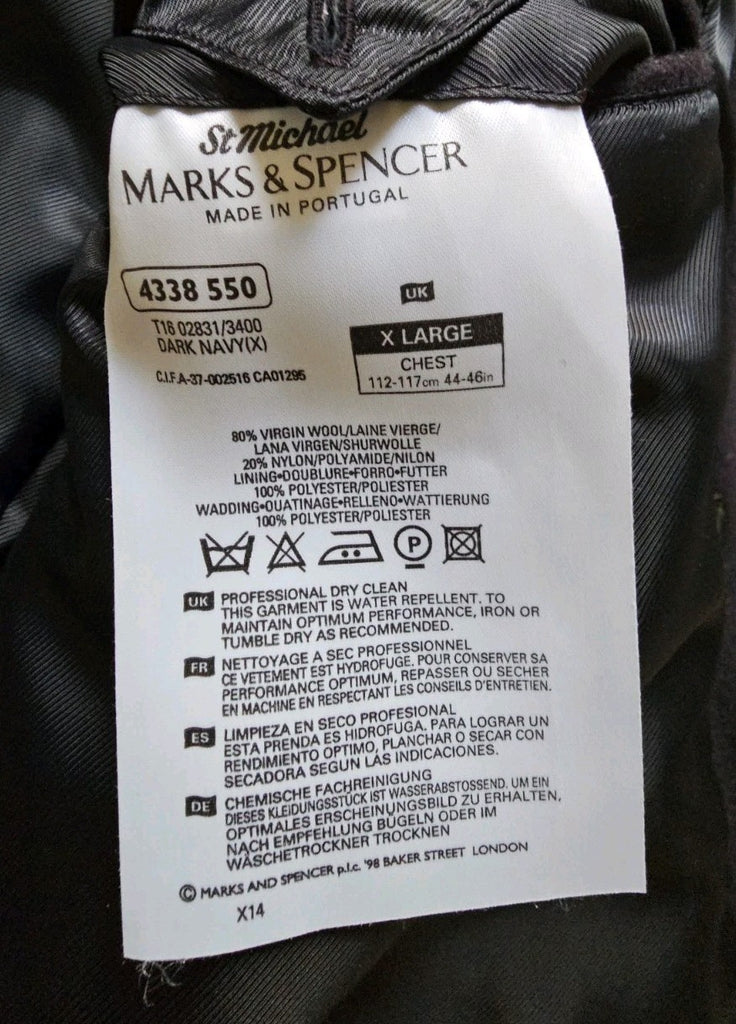 St Michael
MARKS & SPENCER
MADE IN PORTUGAL
4338 550
UK
T16 02831/3400
DARK NAVY(X)
X LARGE
CHEST
112-117cm 44-46in
C.I.F.A-37-002516 CA01295
80% VIRGIN WOOL/LAINE VIERGE/
LANA VIRGEN/SHURWOLLE
20% NYLON/POLYAMIDE/NILON
LINING•DOUBLURE•FORRO•FUTTER
100% POLYESTER/POLIESTER
WADDING•OUATINAGE•RELLENO•WATTIERUNG
100% POLYESTER/POLIESTER
P
UK PROFESSIONAL DRY CLEAN
THIS GARMENT IS WATER REPELLENT. TO
MAINTAIN OPTIMUM PERFORMANCE, IRON OR
TUMBLE DRY AS RECOMMENDED.
FR NETTOYAGE A SEC PROFESSIONNEL
CE VETEMENT EST HYDROFUGE. POUR CONSERVER SA
PERFORMANCE OPTIMUM, REPASSER OU SECHER
EN MACHINE EN RESPECTANT LES CONSEILS D'ENTRETIEN.
ES LIMPIEZA EN SECO PROFESIONAL
ESTA PRENDA ES HIDROFUGA. PARA LOGRAR UN
RENDIMIENTO OPTIMO, PLANCHAR O SECAR CON
SECADORA SEGUN LAS INDICACIONES.
DE CHEMISCHE FACHREINIGUNG
DIESES KLEIDUNGSSTÜCK IST WASSERABSTOSSEND. UM EIN
OPTIMALES ERSCHEINUNGSBILD ZU ERHALTEN,
NACH EMPFEHLUNG BÜGELN ODER IM
WÄSCHETROCKNER TROCKNEN
© MARKS AND SPENCER p.l.c. '98 BAKER STREET LONDON
X14